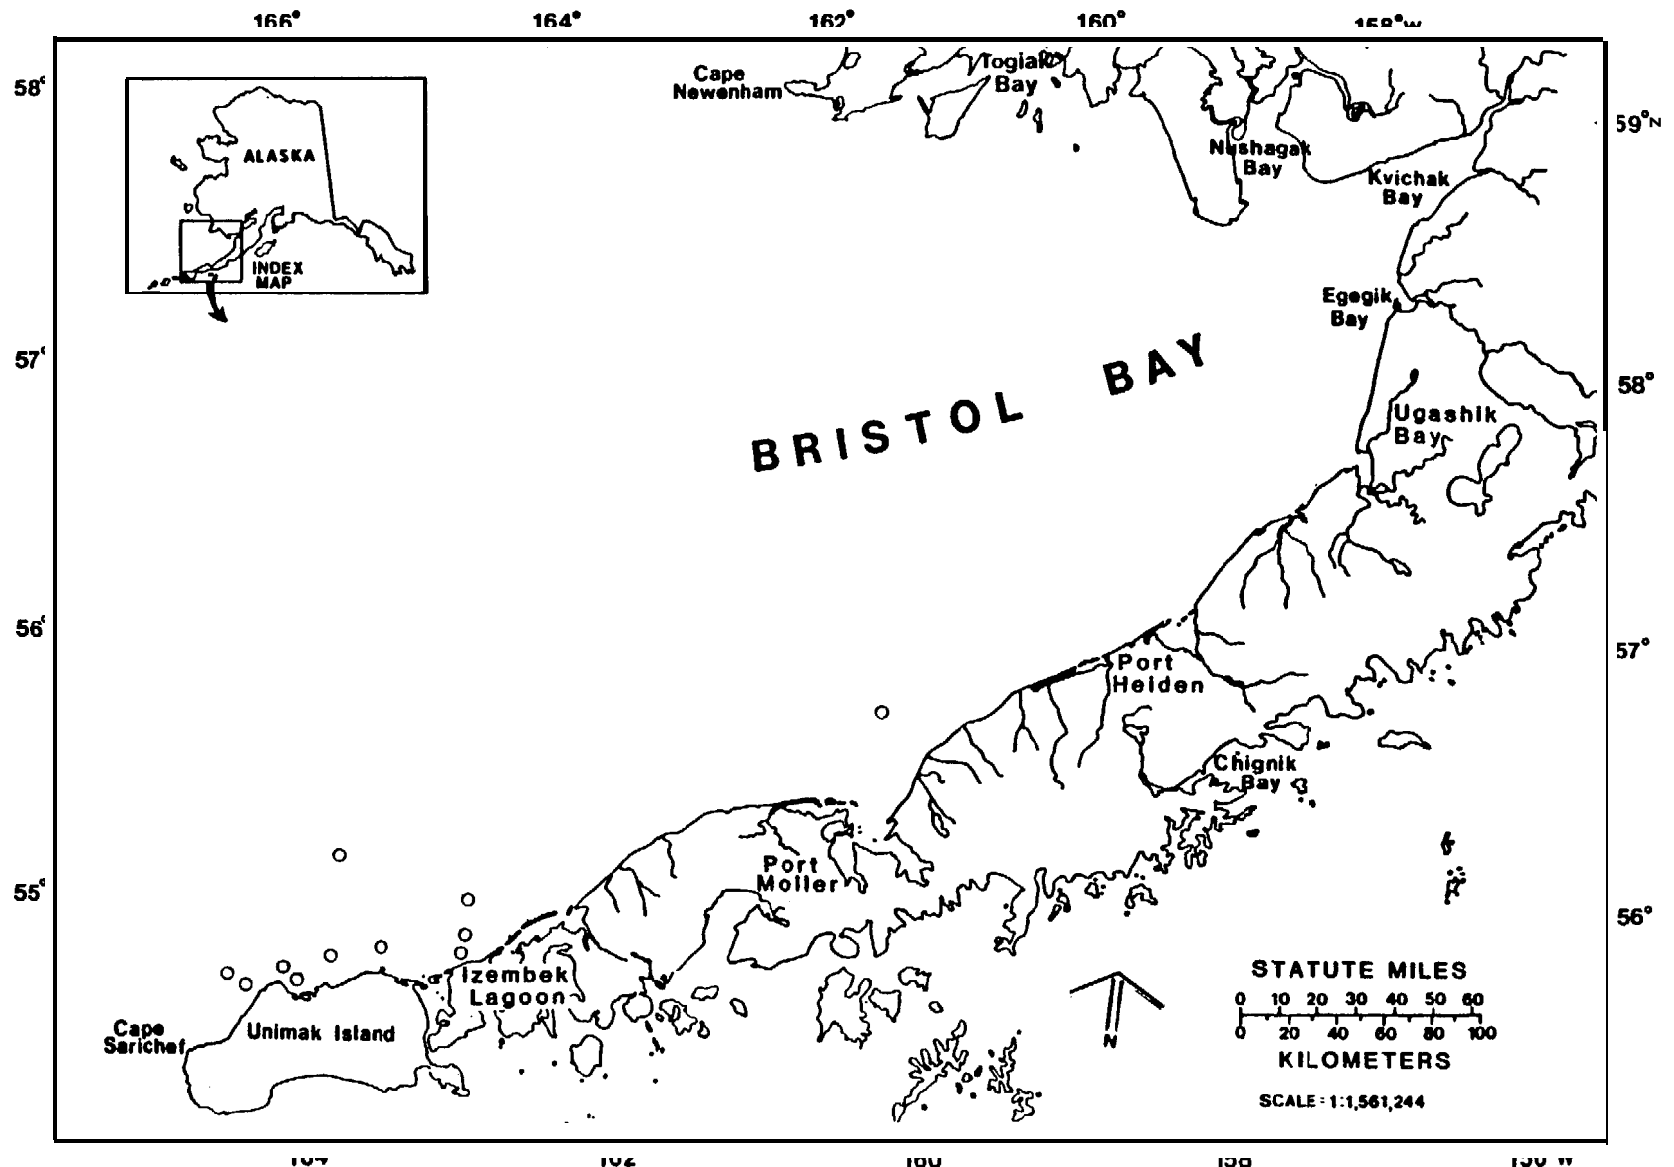 166°
164°
162°
160°
58°
57°
56°
55°
59°N
58°
57°
56°
ALASKA
INDEX
MAP
Cape
Newenham
Togiak
Bay
Nushagak
Bay
Kvichak
Bay
Egegik
Bay
BRISTOL BAY
Ugashik
Bay
Port
Heiden
Chignik
Bay
Port
Moller
Izembek
Lagoon
Cape
Sarichef
Unimak Island
N
STATUTE MILES
0 10 20 30 40 50 60
0 20 40 60 80 100
KILOMETERS
SCALE = 1:1,561,244